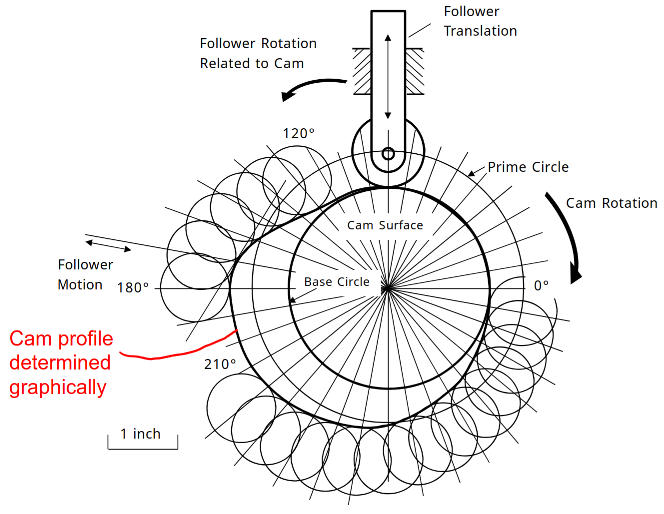 Follower
Translation
Follower Rotation
Related to Cam
120°
Prime Circle
Cam Rotation
Cam Surface
Follower
Motion
180°
Base Circle
0°
Cam profile
determined
graphically
210°
1 inch